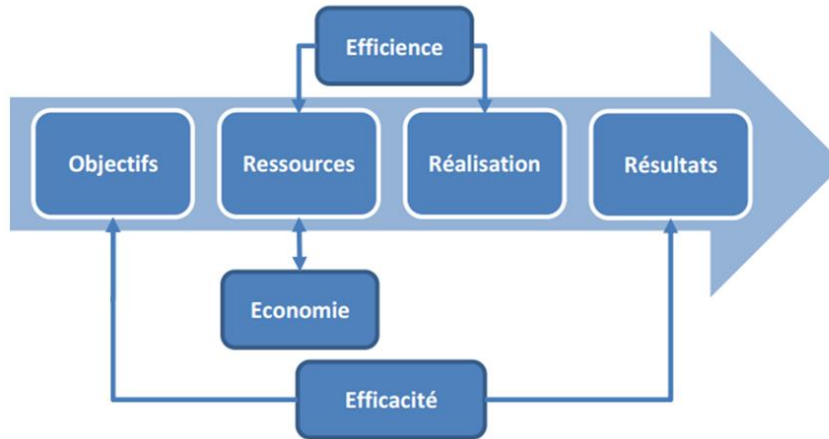 Efficience
Objectifs
Ressources
Réalisation
Résultats
Economie
Efficacité